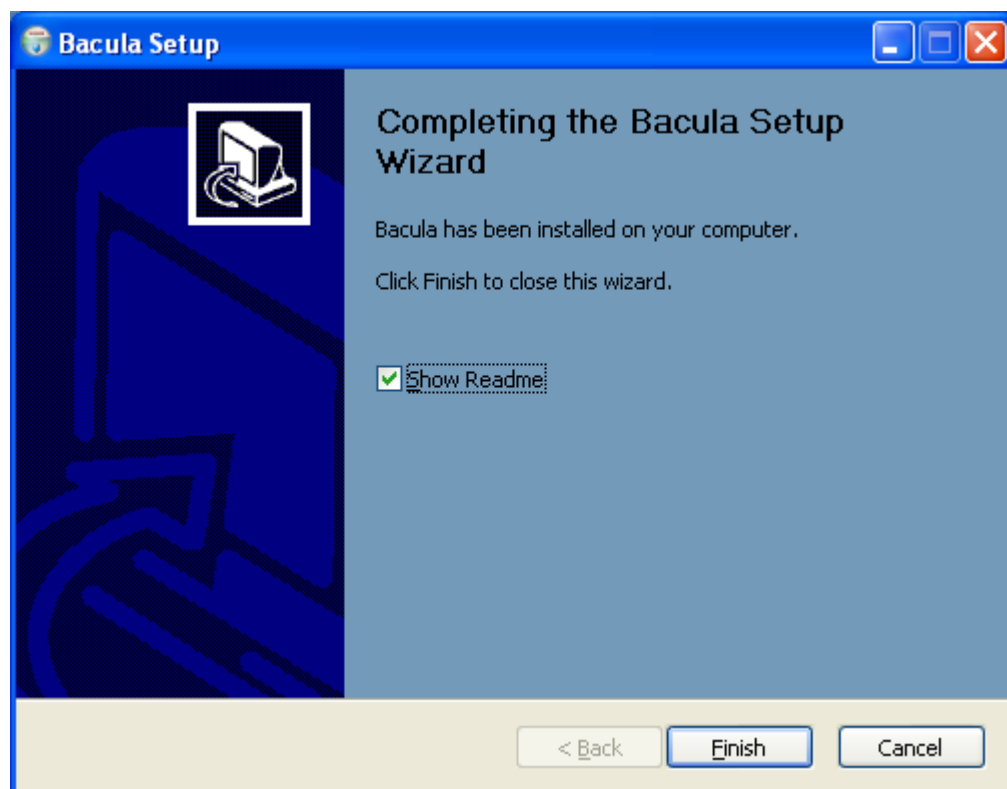 Bacula Setup
Completing the Bacula Setup
Wizard
Bacula has been installed on your computer.
Click Finish to close this wizard.
Show Readme
< Back
Finish
Cancel